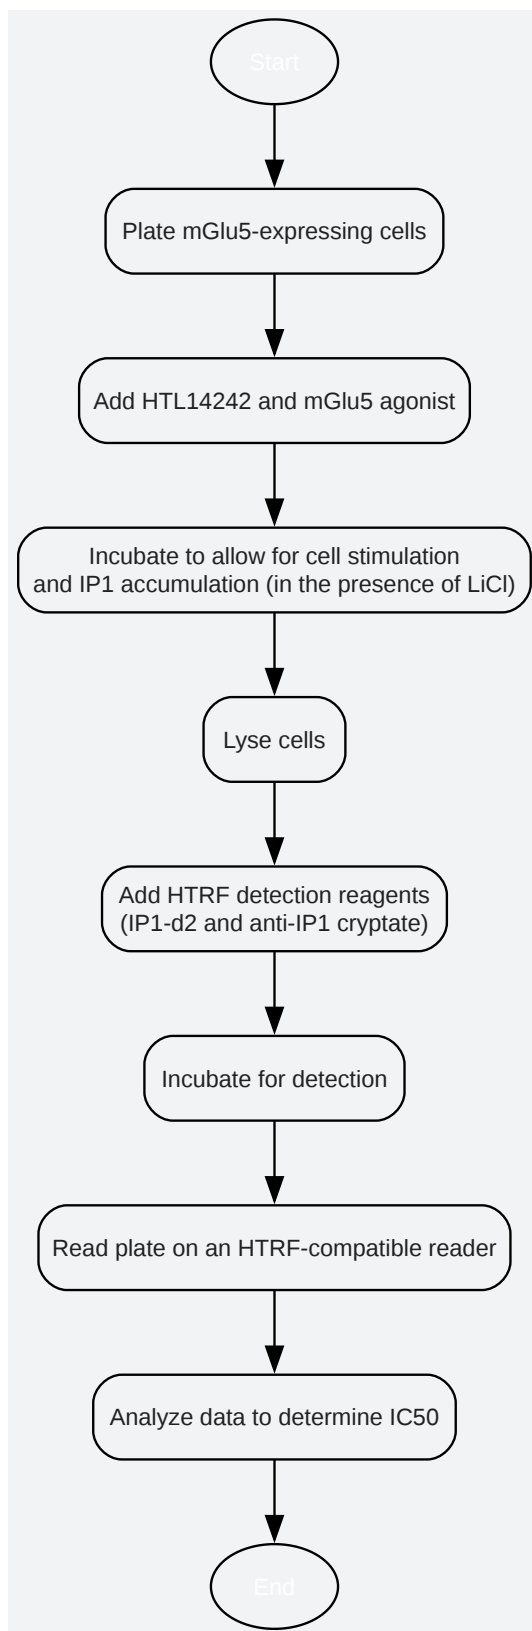 Start
Plate mGlu5-expressing cells
Add HTL14242 and mGlu5 agonist
Incubate to allow for cell stimulation
and IP1 accumulation (in the presence of LiCl)
Lyse cells
Add HTRF detection reagents
(IP1-d2 and anti-IP1 cryptate)
Incubate for detection
Read plate on an HTRF-compatible reader
Analyze data to determine IC50
End